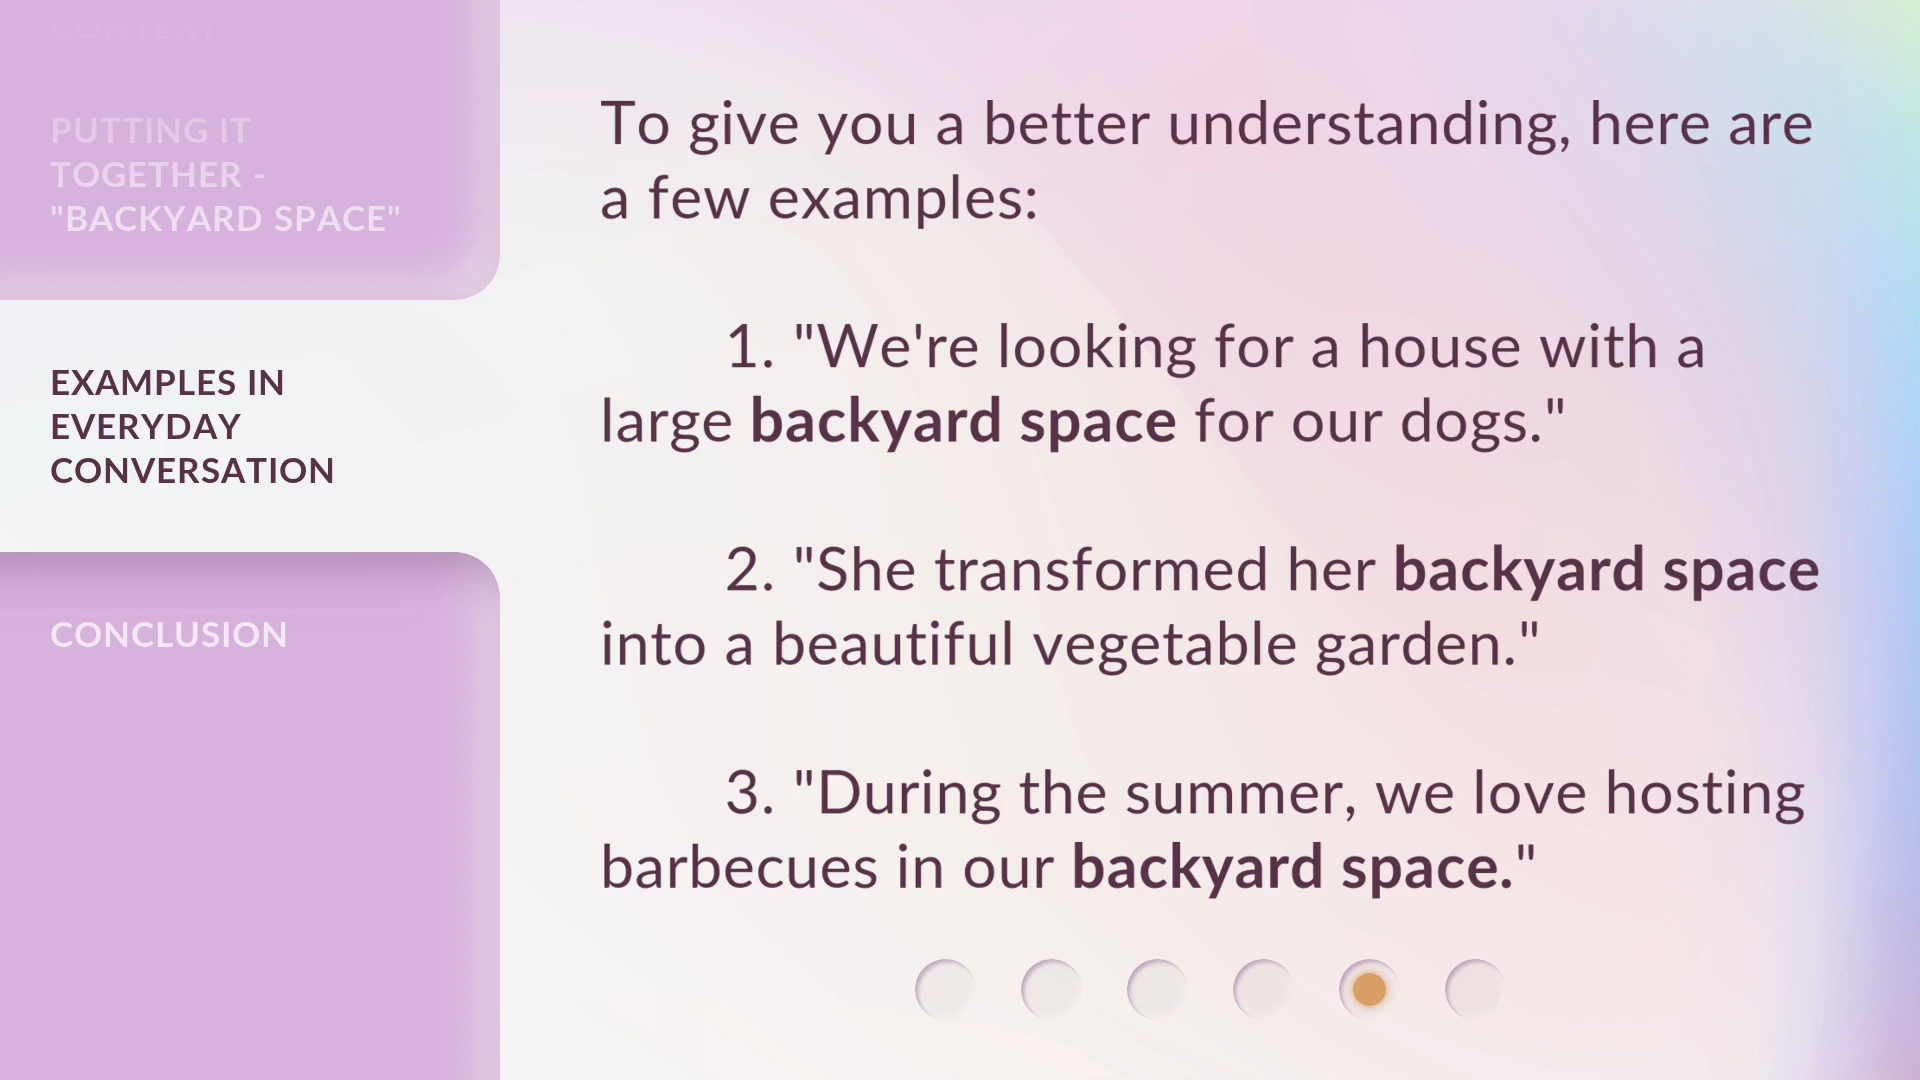 CONTEXT
PUTTING IT
TOGETHER -
"BACKYARD SPACE"
EXAMPLES IN
EVERYDAY
CONVERSATION
CONCLUSION
To give you a better understanding, here are
a few examples:
1. "We're looking for a house with a
large backyard space for our dogs."
2. "She transformed her backyard space
into a beautiful vegetable garden."
3. "During the summer, we love hosting
barbecues in our backyard space."